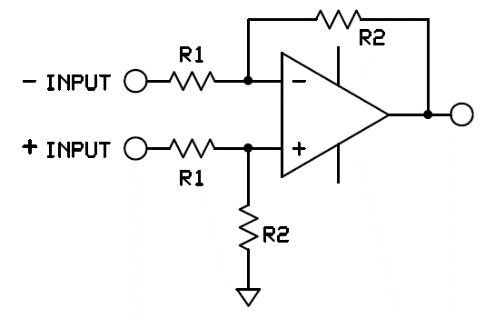 R2
R1
− INPUT
−
+ INPUT
+
R1
R2